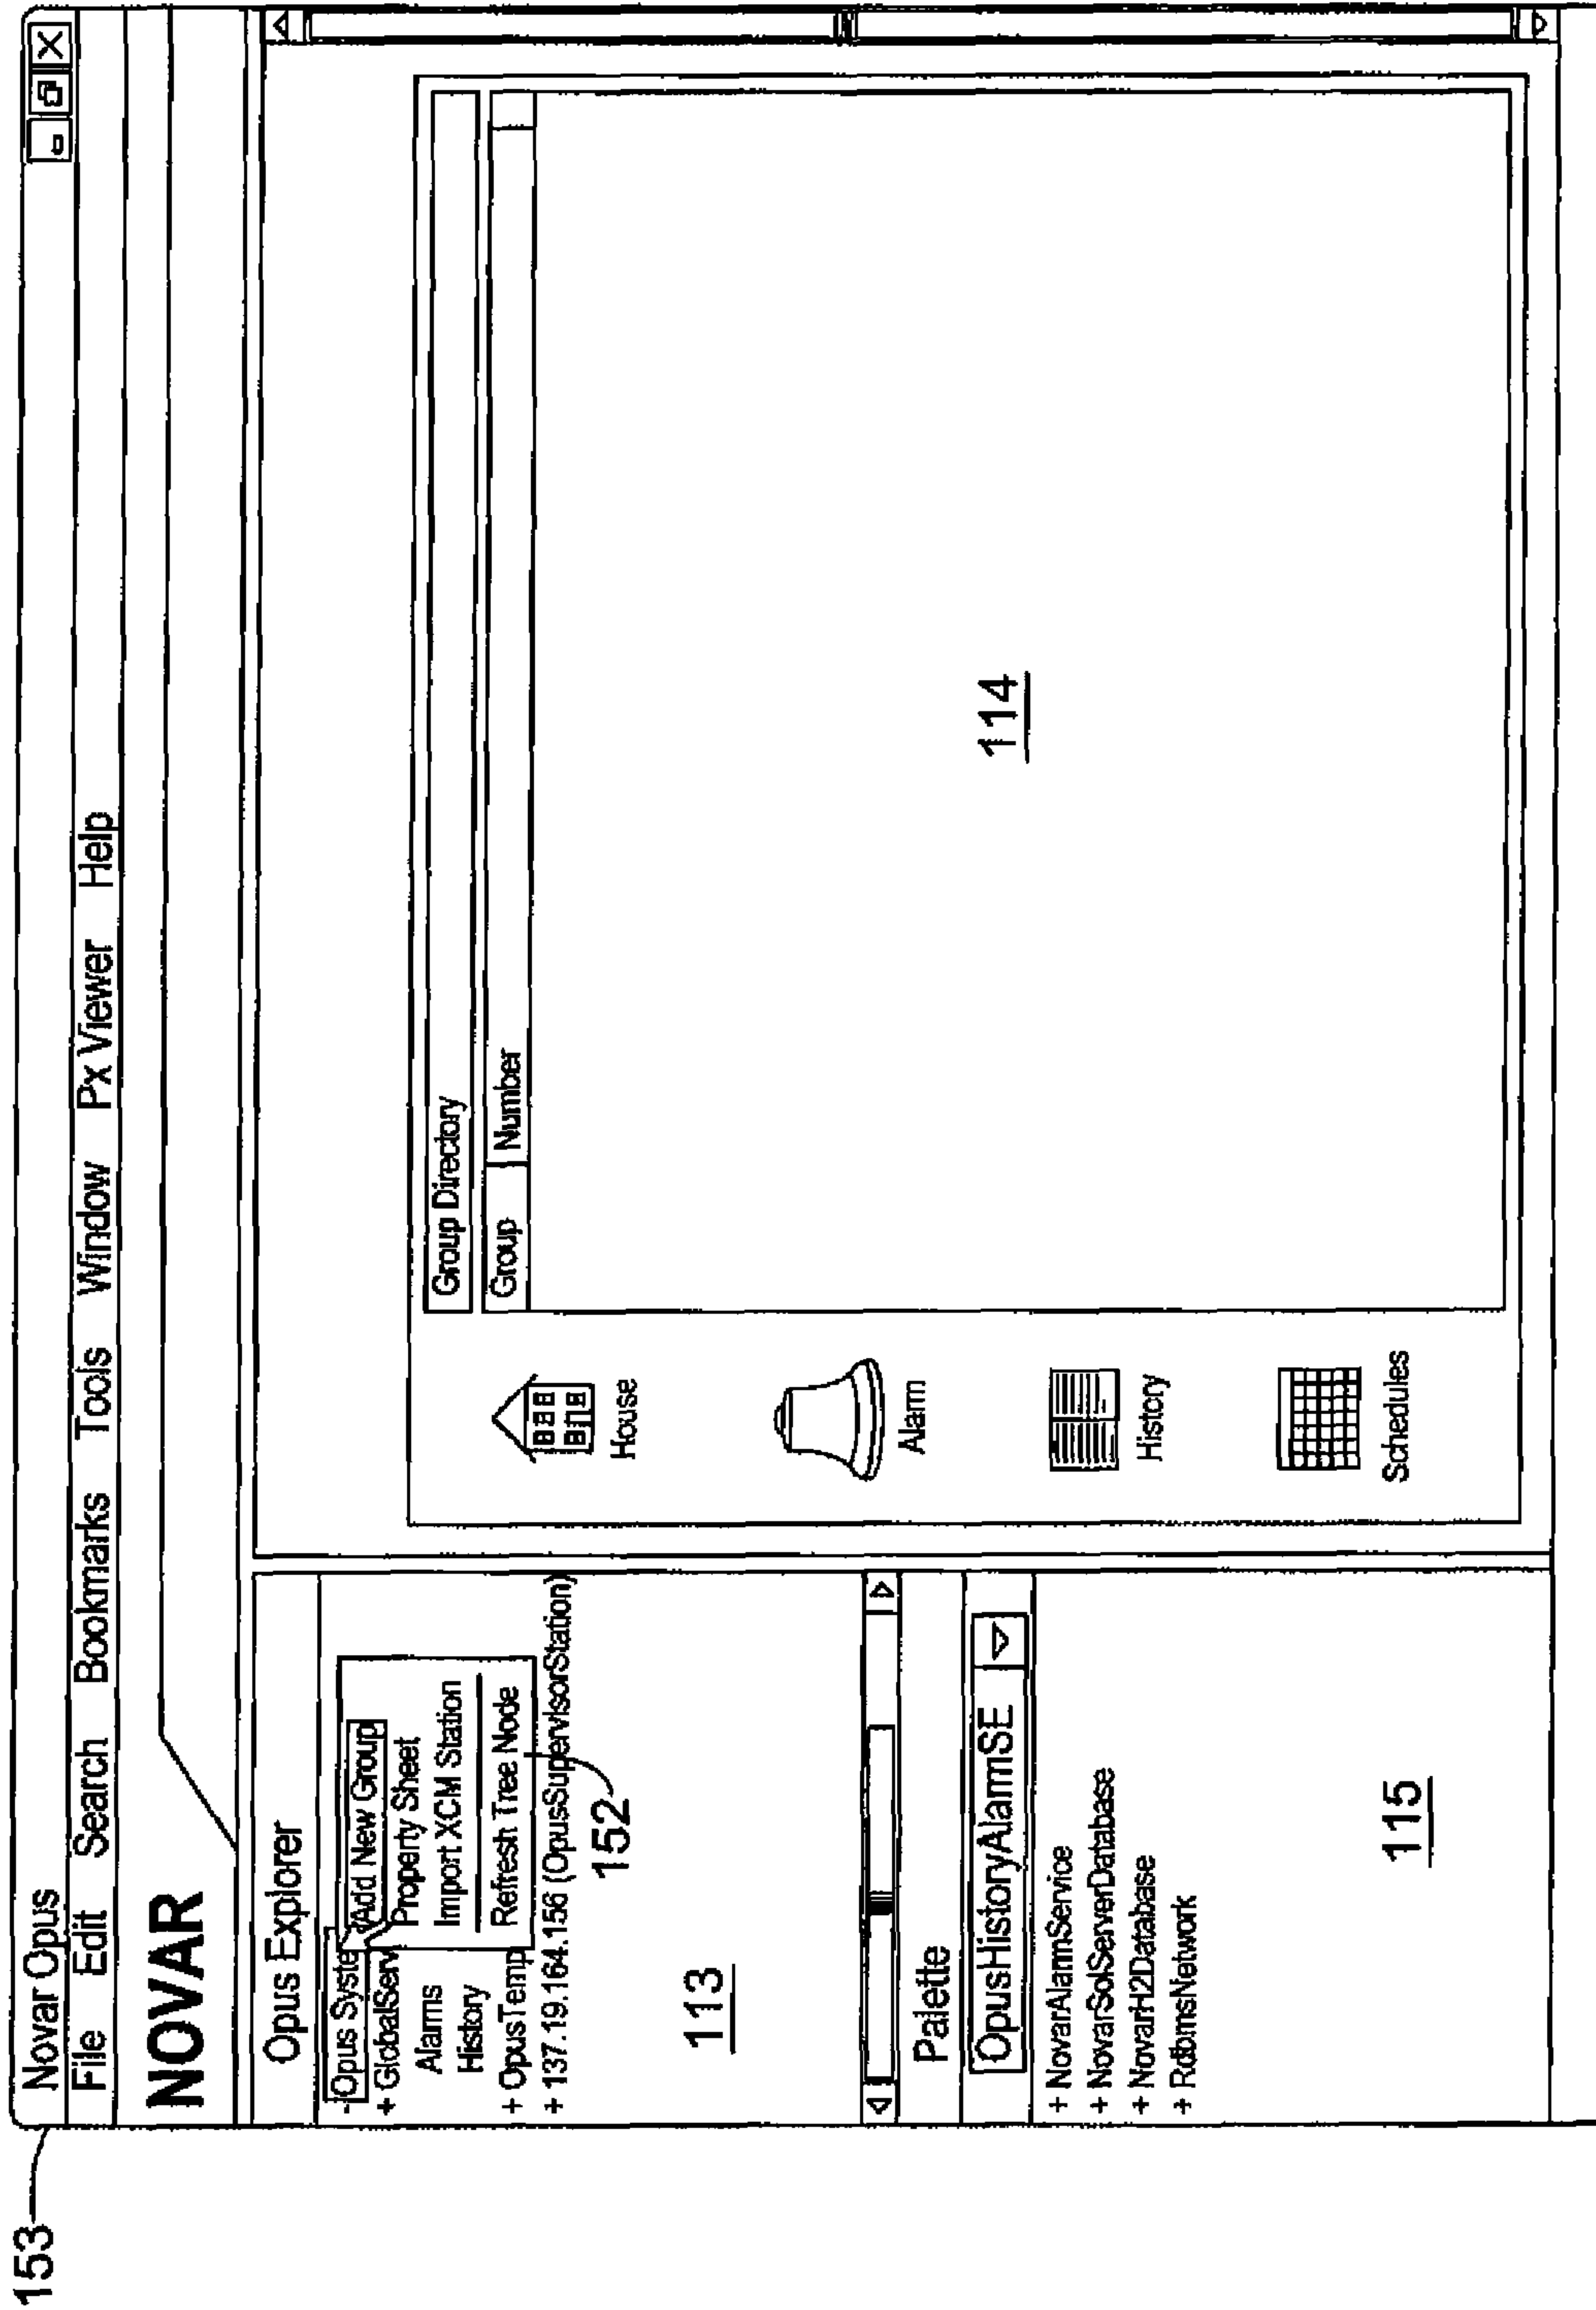 153
Novar Opus
File Edit Search Bookmarks Tools Window Px Viewer Help
NOVAR
Opus Explorer
- Opus Syste
+ GlobalServ
Alarms
History
+ OpusTemp
+ 137.19.164.156 (OpusSupervisorStation)
Add New Group
Property Sheet
Import XCM Station
Refresh Tree Node
152
113
Palette
OpusHistoryAlarmSE
+ NovarAlarmService
+ NovarSqlServerDatabase
+ NovarH2Database
+ RdbmsNetwork
115
House
Alarm
History
Schedules
Group Directory
Group Number
114